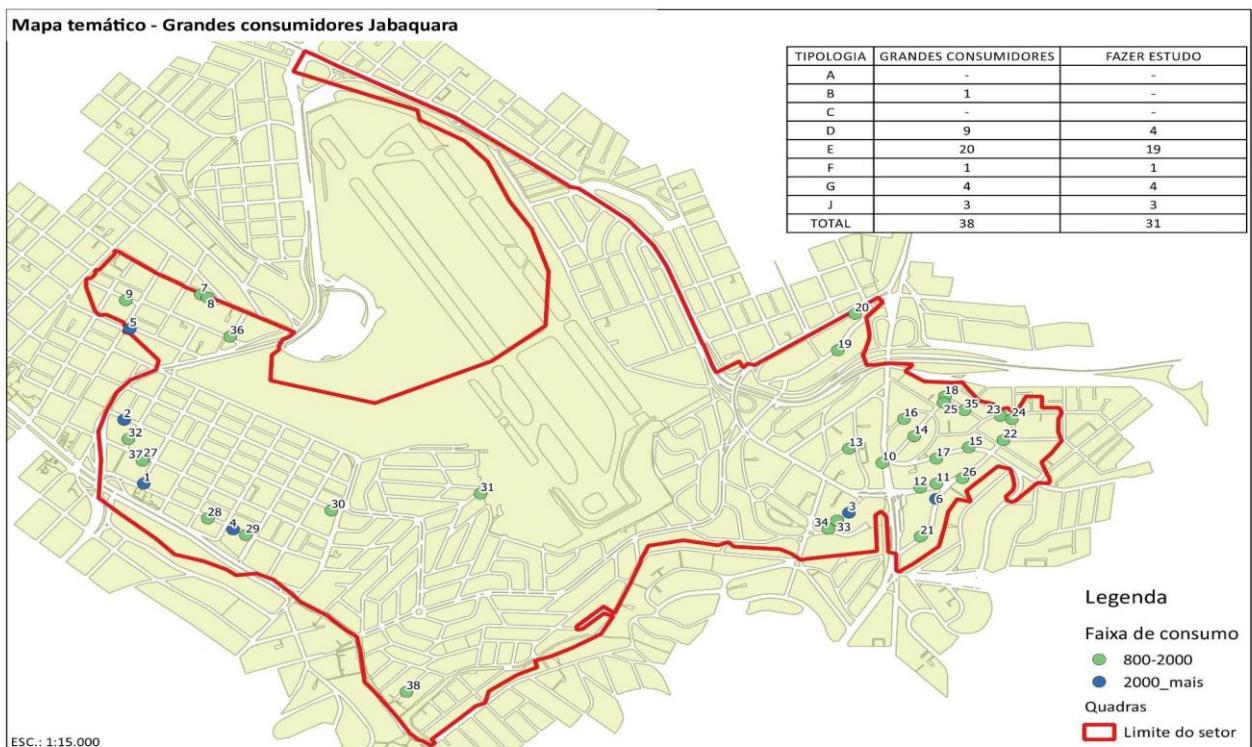 Mapa temático - Grandes consumidores Jabaquara
TIPOLOGIA GRANDES CONSUMIDORES FAZER ESTUDO
A - -
B 1 -
C - -
D 9 4
E 20 19
F 1 1
G 4 4
J 3 3
TOTAL 38 31
7
9
8
5
36
20
19
2
32
37 27
1
28
4
29
30
31
38
18
25
35
23
24
16
14
22
13
10
17
15
12
11
26
3
6
34
33
21
Legenda
Faixa de consumo
800-2000
2000_mais
Quadras
Limite do setor
ESC.: 1:15.000